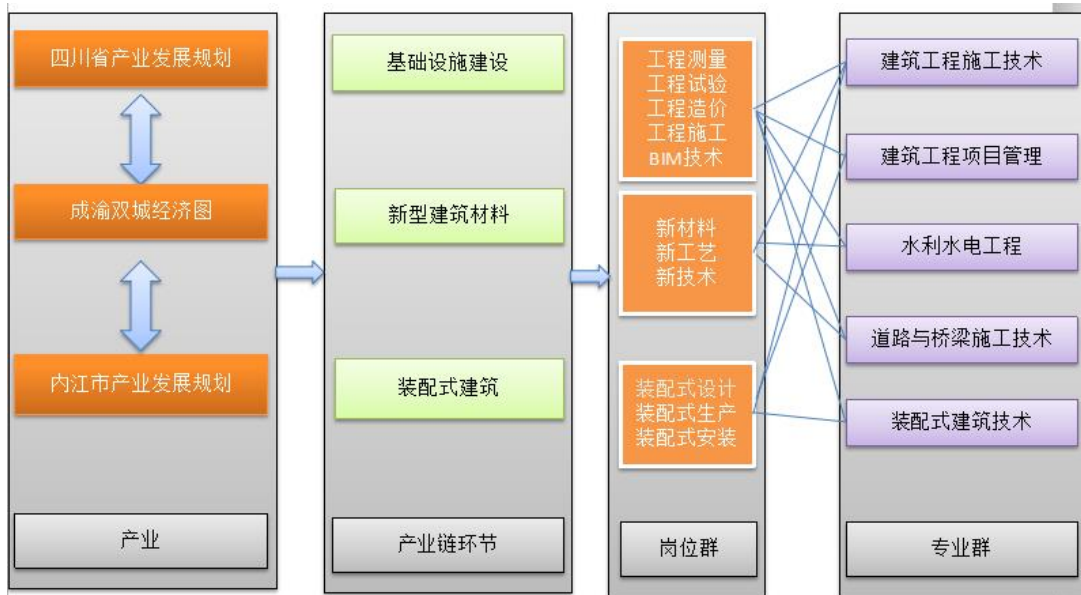 四川省产业发展规划
成渝双城经济图
内江市产业发展规划
产业
基础设施建设
新型建筑材料
装配式建筑
产业链环节
工程测量
工程试验
工程造价
工程施工
BIM技术
新材料
新工艺
新技术
装配式设计
装配式生产
装配式安装
岗位群
建筑工程施工技术
建筑工程项目管理
水利水电工程
道路与桥梁施工技术
装配式建筑技术
专业群